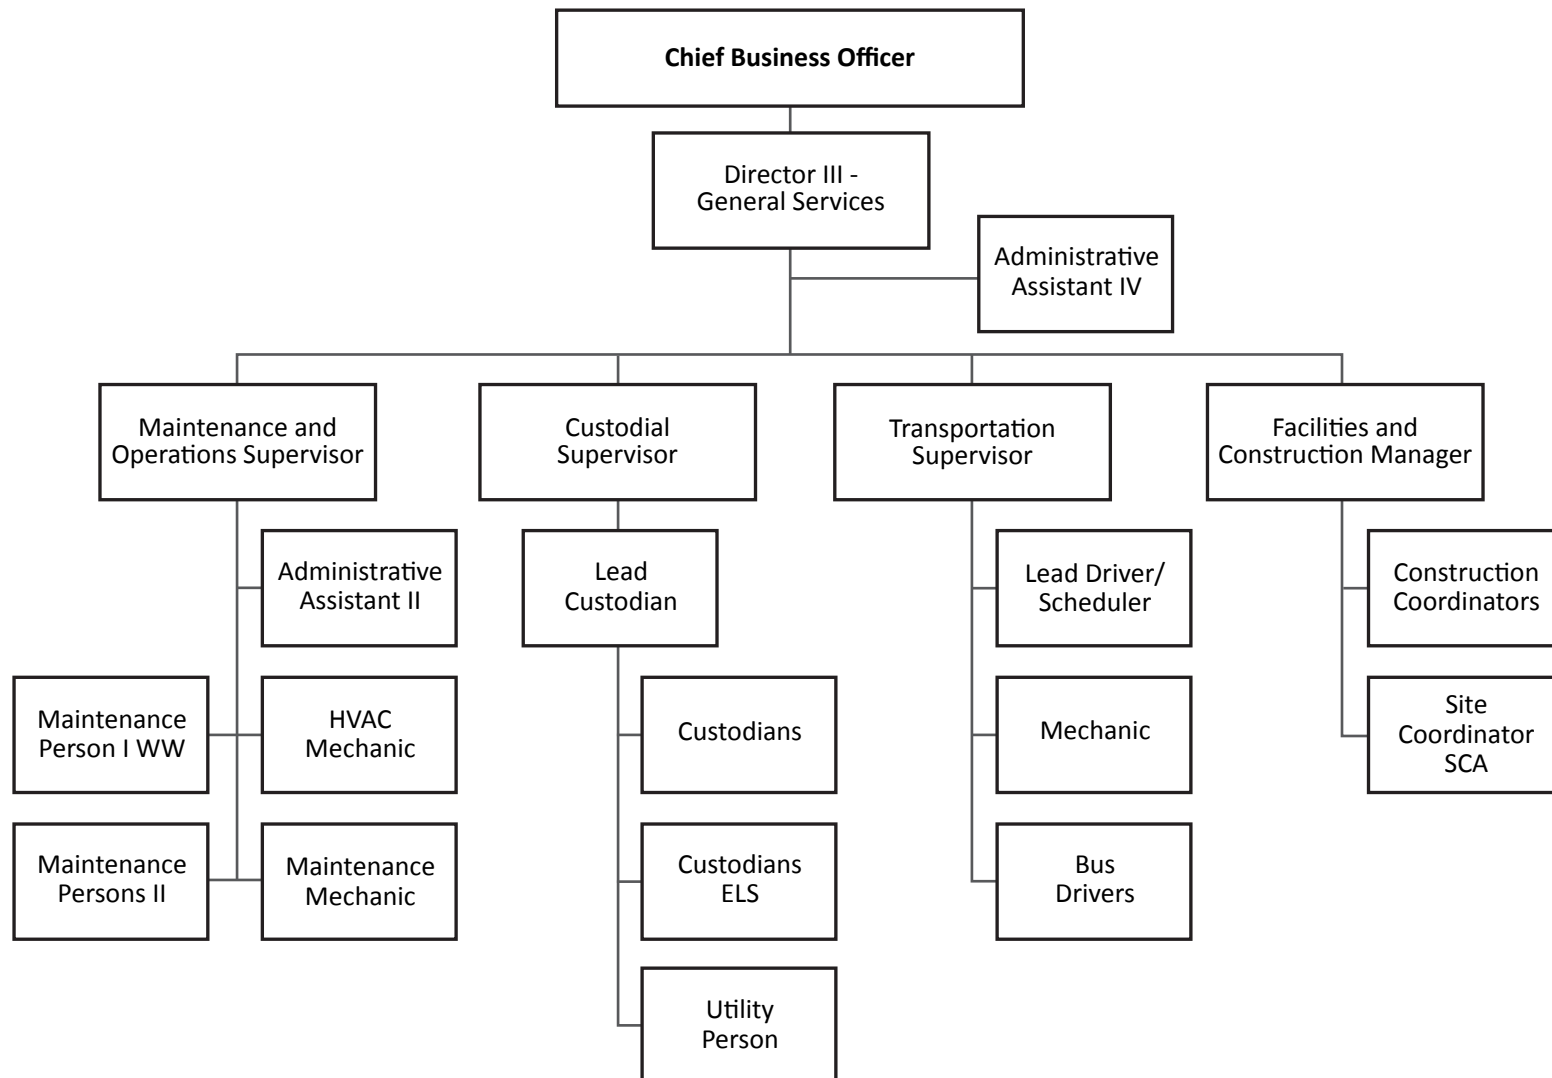 Chief Business Officer
Director III -
General Services
Administrative
Assistant IV
Maintenance and
Operations Supervisor
Custodial
Supervisor
Transportation
Supervisor
Facilities and
Construction Manager
Administrative
Assistant II
Lead
Custodian
Lead Driver/
Scheduler
Construction
Coordinators
Maintenance
Person I WW
HVAC
Mechanic
Custodians
Mechanic
Site
Coordinator
SCA
Maintenance
Persons II
Maintenance
Mechanic
Custodians
ELS
Bus
Drivers
Utility
Person